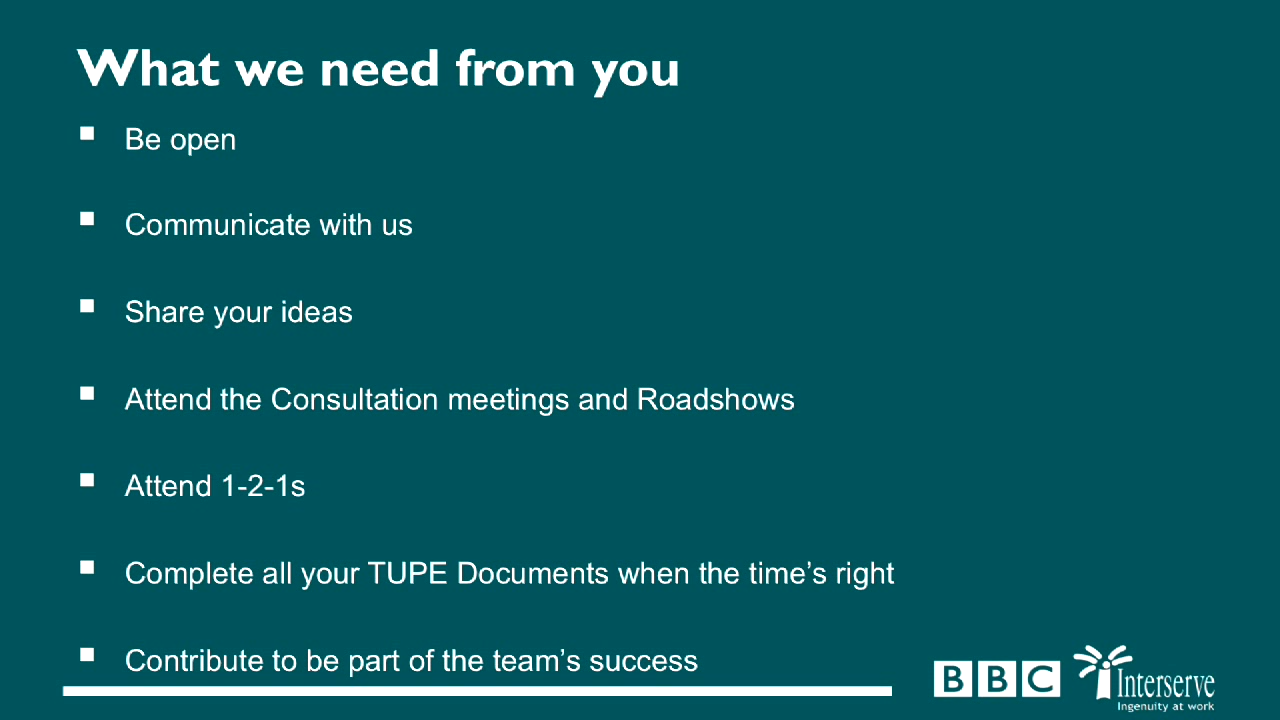 What we need from you
Be open
Communicate with us
Share your ideas
Attend the Consultation meetings and Roadshows
Attend 1-2-1s
Complete all your TUPE Documents when the time’s right
Contribute to be part of the team’s success
BBC
Interserve
Ingenuity at work